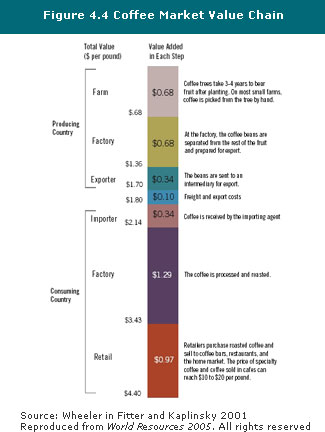 Figure 4.4 Coffee Market Value Chain
Total Value
($ per pound)
Value Added
in Each Step
Producing
Country
Farm
$0.68
Coffee trees take 3-4 years to bear
fruit after planting. On most small farms,
coffee is picked from the tree by hand.
$.68
Factory
$0.68
At the factory, the coffee beans are
separated from the rest of the fruit
and prepared for export.
$1.36
Exporter
$0.34
The beans are sent to an
intermediary for export.
$1.70
$0.10
Freight and export costs
$1.80
Consuming
Country
Importer
$0.34
Coffee is received by the importing agent
$2.14
Factory
$1.29
The coffee is processed and roasted.
$3.43
Retail
$0.97
Retailers purchase roasted coffee and
sell to coffee bars, restaurants, and
the home market. The price of specialty
coffee and coffee sold in cafes can
reach $10 to $20 per pound.
$4.40
Source: Wheeler in Fitter and Kaplinsky 2001
Reproduced from World Resources 2005. All rights reserved